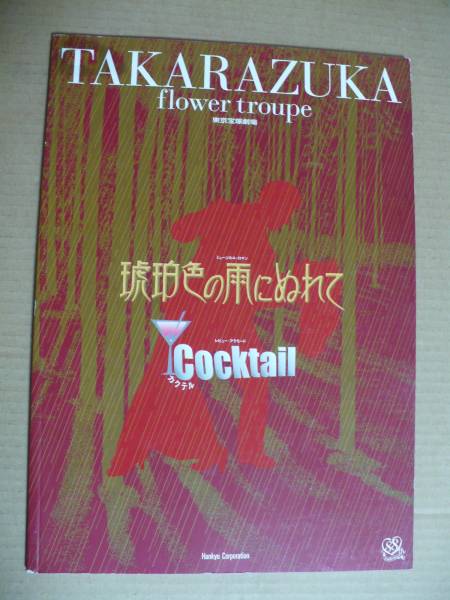 TAKARAZUKA
flower troupe
東京宝塚劇場
ミュージカル・ロマン
琥珀色の雨にぬれて
レビュー・アラモード
Cocktail
カクテル
Hankyu Corporation